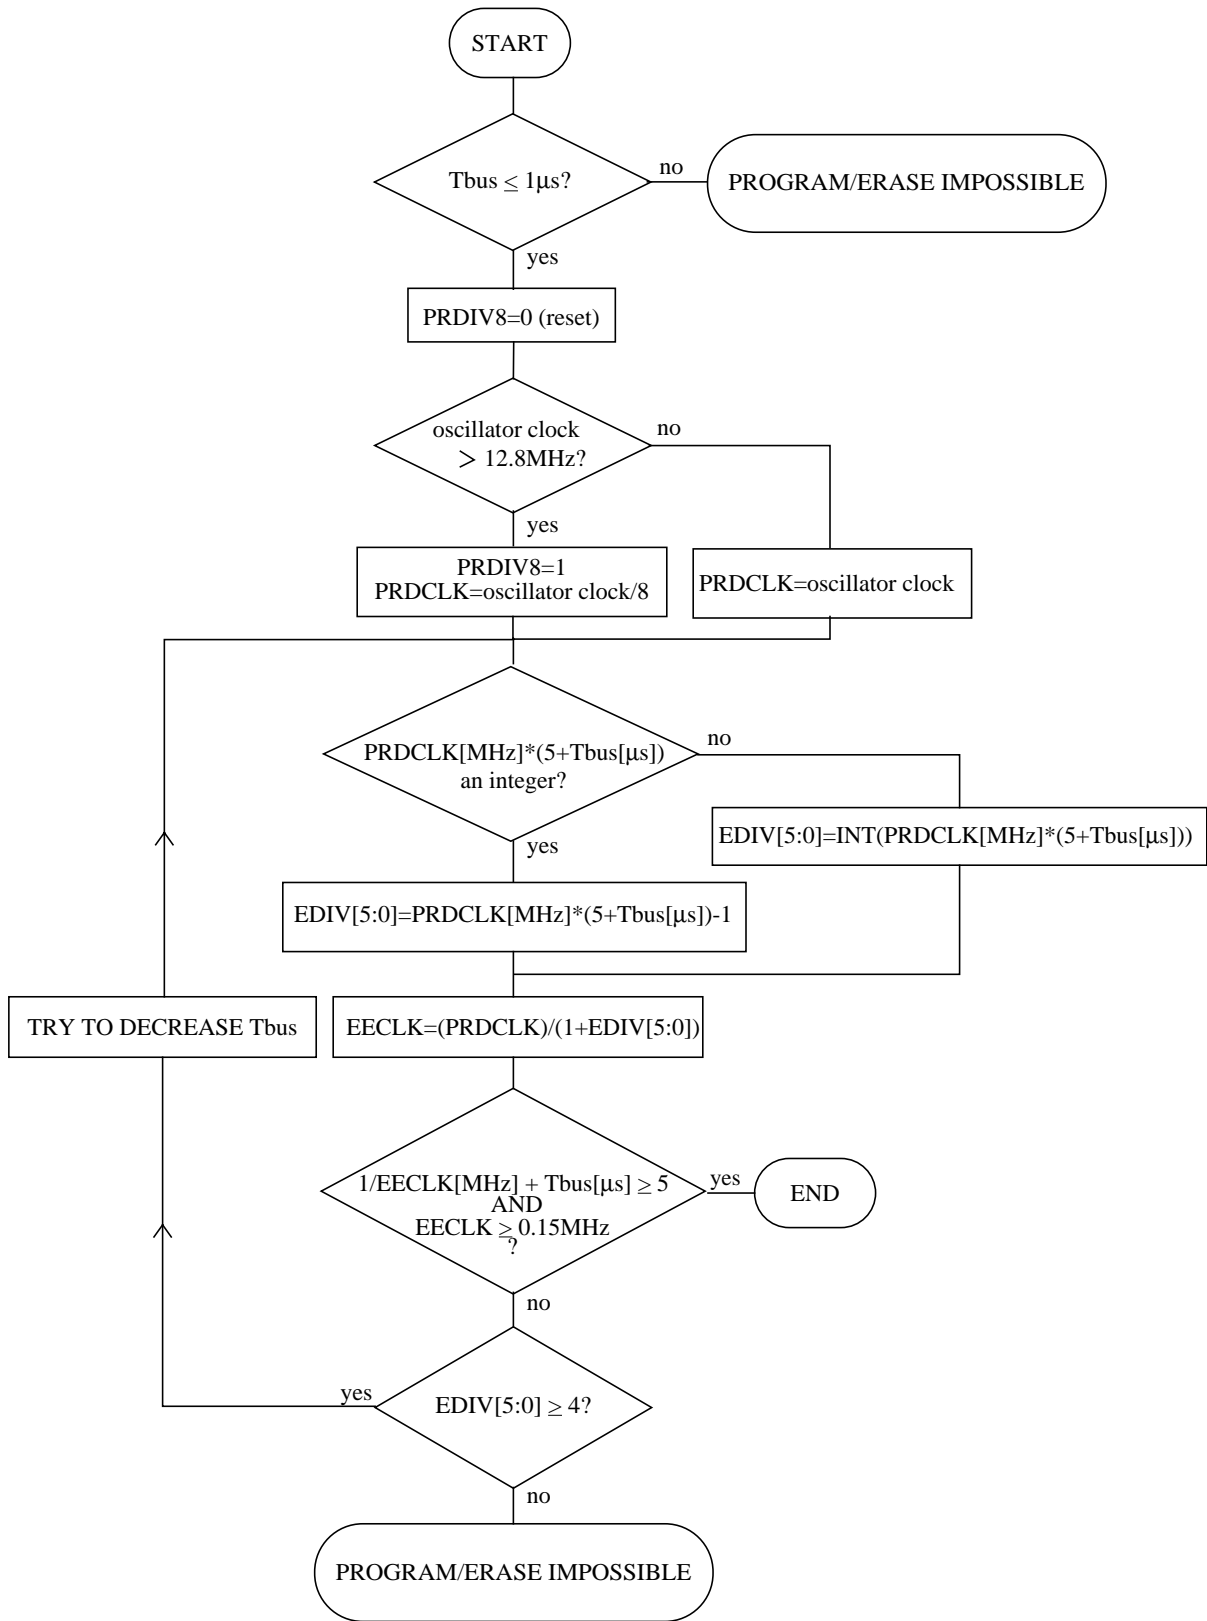 START
Tbus ≤ 1μs?
no
PROGRAM/ERASE IMPOSSIBLE
yes
PRDIV8=0 (reset)
oscillator clock
> 12.8MHz?
no
yes
PRDIV8=1
PRDCLK=oscillator clock/8
PRDCLK=oscillator clock
PRDCLK[MHz]*(5+Tbus[μs])
an integer?
no
yes
EDIV[5:0]=INT(PRDCLK[MHz]*(5+Tbus[μs]))
EDIV[5:0]=PRDCLK[MHz]*(5+Tbus[μs])-1
TRY TO DECREASE Tbus
EECLK=(PRDCLK)/(1+EDIV[5:0])
1/EECLK[MHz] + Tbus[μs] ≥ 5
AND
EECLK ≥ 0.15MHz
?
yes
END
no
EDIV[5:0] ≥ 4?
yes
no
PROGRAM/ERASE IMPOSSIBLE